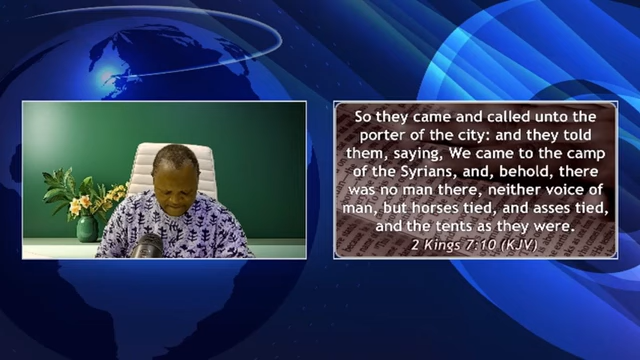 So they came and called unto the
porter of the city: and they told
them, saying, We came to the camp
of the Syrians, and, behold, there
was no man there, neither voice of
man, but horses tied, and asses tied,
and the tents as they were.
2 Kings 7:10 (KJV)